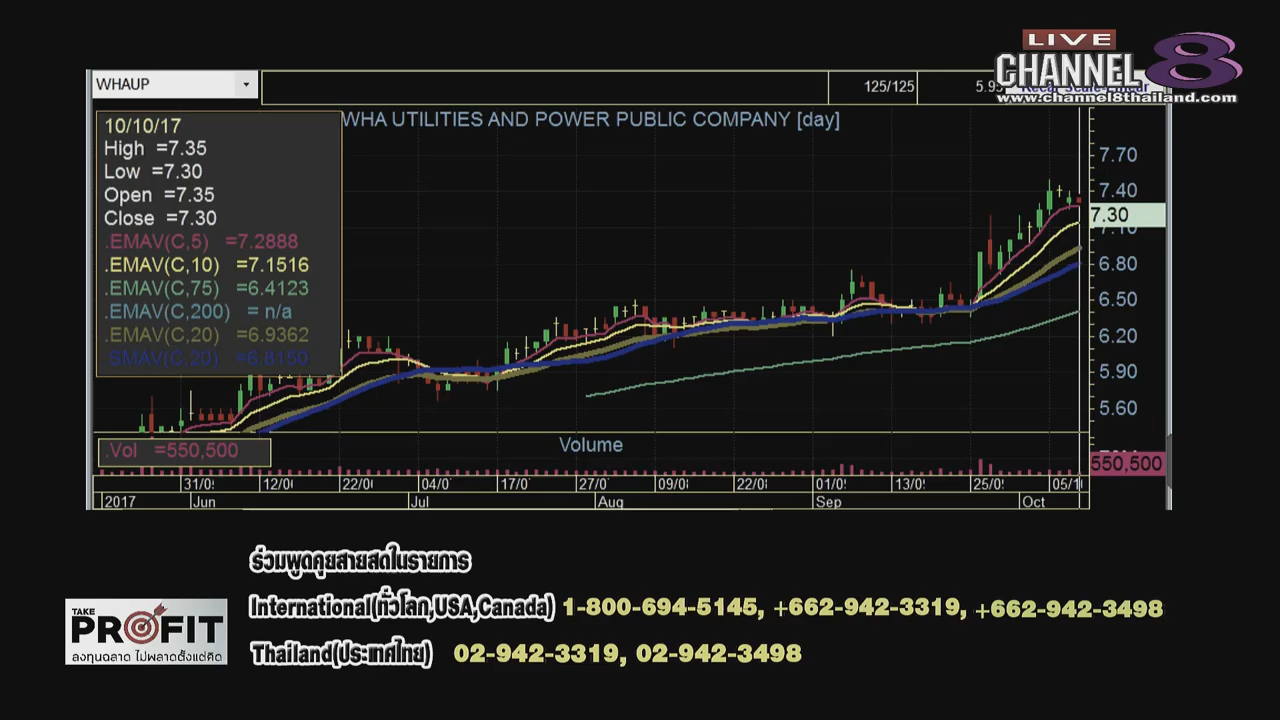 LIVE
CHANNEL 8
www.channel8thailand.com
WHAUP
125/125
WHA UTILITIES AND POWER PUBLIC COMPANY [day]
10/10/17
High =7.35
Low =7.30
Open =7.35
Close =7.30
.EMAV(C,5) =7.2888
.EMAV(C,10) =7.1516
.EMAV(C,75) =6.4123
.EMAV(C,200) = n/a
.EMAV(C,20) =6.9362
.SMAV(C,20) =6.8150
7.70
7.40
7.30
7.10
6.80
6.50
6.20
5.90
5.60
Volume
.Vol =550,500
550,500
31/0 12/0 22/0 04/0 17/0 27/0 09/0 22/0 01/0 13/0 25/0 05/1
2017 Jun Jul Aug Sep Oct
ร่วมพูดคุยสายสดในรายการ
International(ทั่วโลก,USA,Canada) 1-800-694-5145, +662-942-3319, +662-942-3498
Thailand(ประเทศไทย) 02-942-3319, 02-942-3498
TAKE
PROFIT
ลงทุนฉลาด ไม่พลาดตั้งแต่คิด